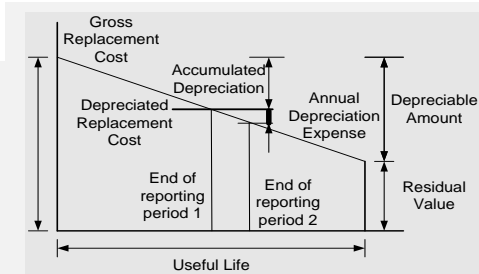 Gross
Replacement
Cost
Accumulated
Depreciation
Depreciated
Replacement
Cost
Annual
Depreciation
Expense
Depreciable
Amount
End of
reporting
period 1
End of
reporting
period 2
Residual
Value
Useful Life